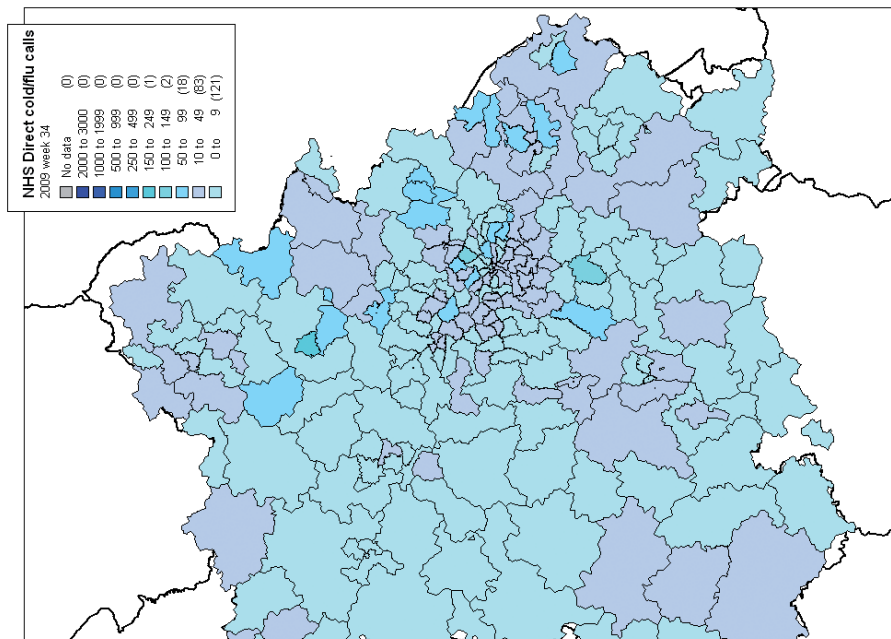 NHS Direct cold/flu calls
2009 week 34
No data (0)
2000 to 3000 (0)
1000 to 1999 (0)
500 to 999 (0)
250 to 499 (0)
150 to 249 (1)
100 to 149 (2)
50 to 99 (18)
10 to 49 (83)
0 to 9 (121)